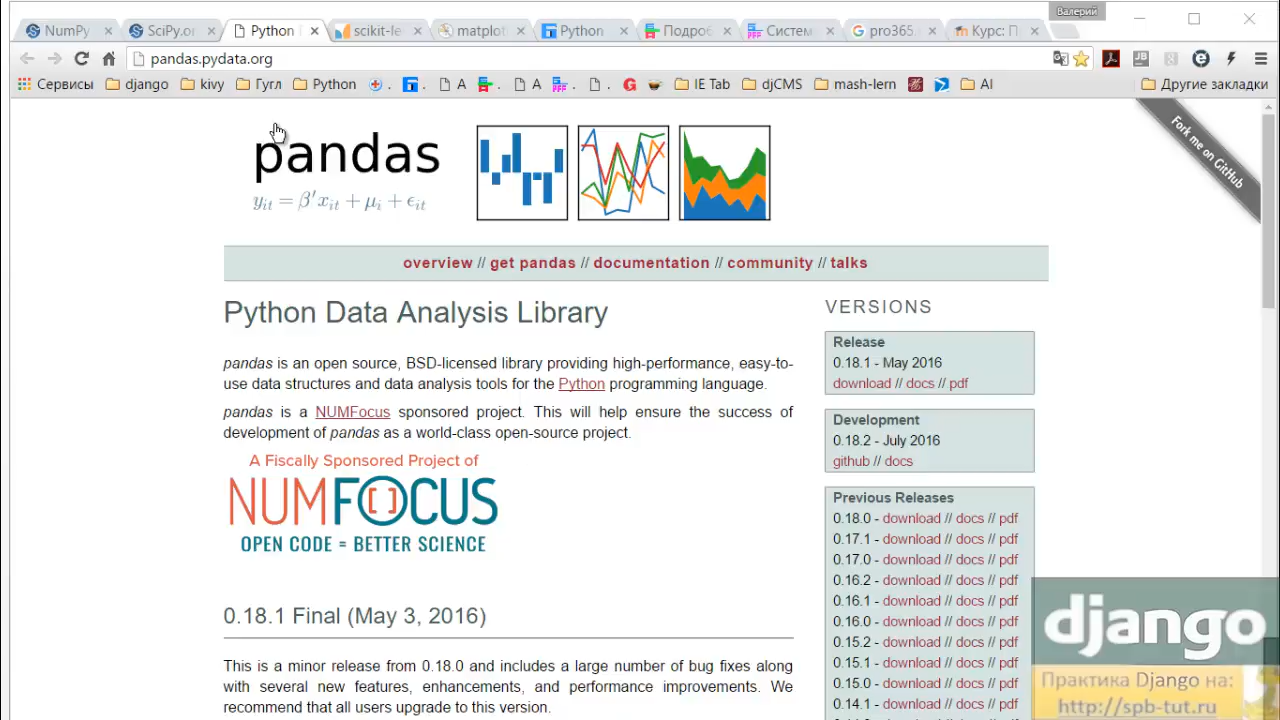 Валерий
NumPy
SciPy.or
Python D
scikit-le
matplot
Python
Подроб
Систем
pro365
Курс: П
pandas.pydata.org
Сервисы
django
kivy
Гугл
Python
A
A
IE Tab
djCMS
mash-lern
AI
Другие закладки
Fork me on GitHub
pandas
yit = β′xit + μi + ϵit
overview // get pandas // documentation // community // talks
Python Data Analysis Library
pandas is an open source, BSD-licensed library providing high-performance, easy-to-
use data structures and data analysis tools for the Python programming language.
pandas is a NUMFocus sponsored project. This will help ensure the success of
development of pandas as a world-class open-source project.
A Fiscally Sponsored Project of
NUMFOCUS
OPEN CODE = BETTER SCIENCE
0.18.1 Final (May 3, 2016)
This is a minor release from 0.18.0 and includes a large number of bug fixes along
with several new features, enhancements, and performance improvements. We
recommend that all users upgrade to this version.
VERSIONS
Release
0.18.1 - May 2016
download // docs // pdf
Development
0.18.2 - July 2016
github // docs
Previous Releases
0.18.0 - download // docs // pdf
0.17.1 - download // docs // pdf
0.17.0 - download // docs // pdf
0.16.2 - download // docs // pdf
0.16.1 - download // docs // pdf
0.16.0 - download // docs // pdf
0.15.2 - download // docs // pdf
0.15.1 - download // docs // pdf
0.15.0 - download // docs // pdf
0.14.1 - download // docs // pdf
django
Практика Django на:
http://spb-tut.ru